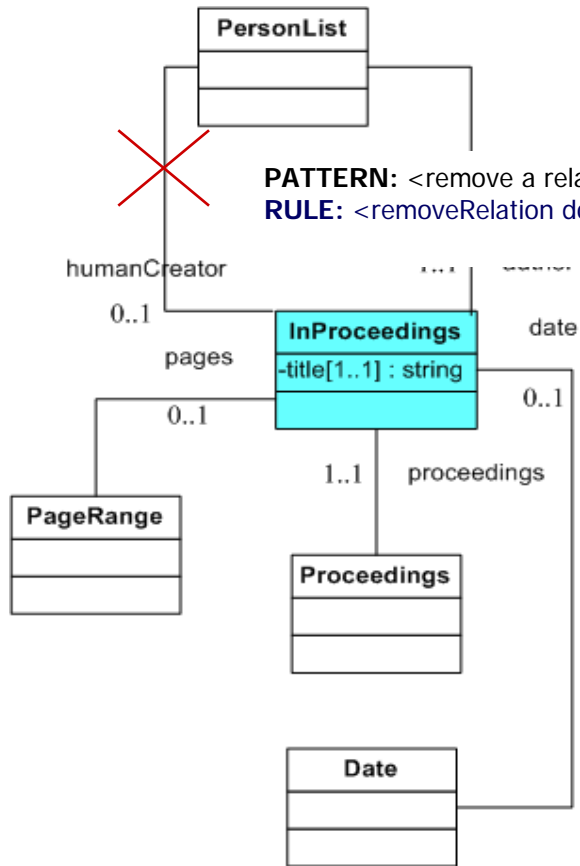 PersonList
PATTERN: <remove a rela
RULE: <removeRelation d
humanCreator
0..1
InProceedings
date
-title[1..1] : string
pages
0..1
0..1
1..1
proceedings
PageRange
Proceedings
Date